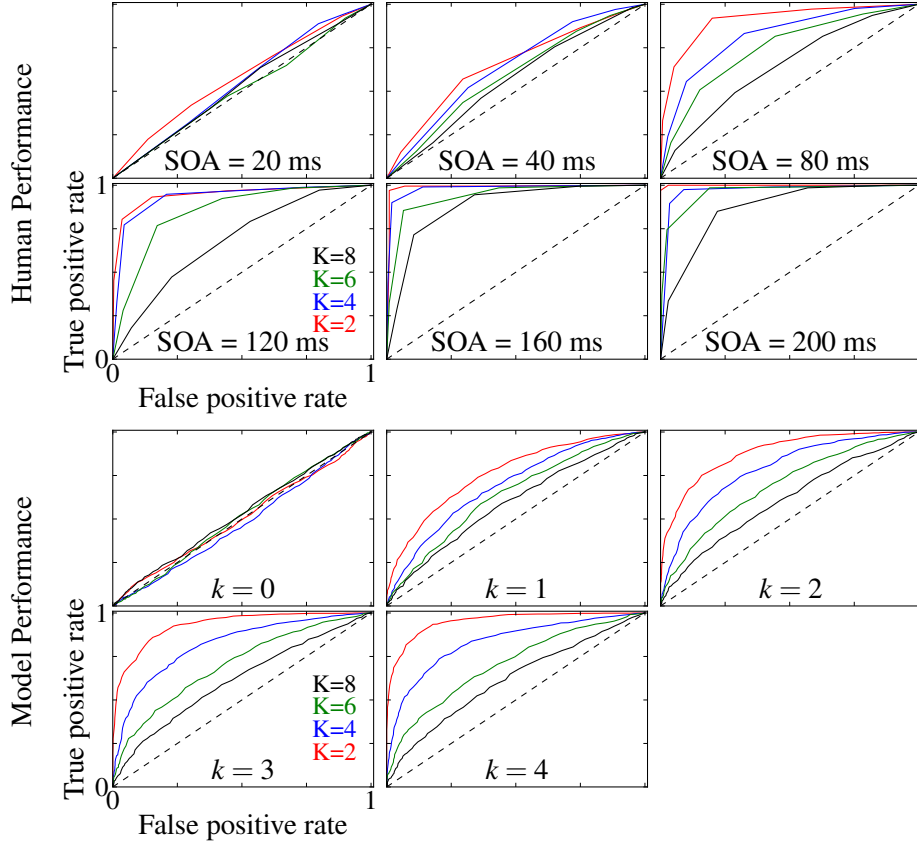 Human Performance
SOA = 20 ms
SOA = 40 ms
SOA = 80 ms
1
True positive rate
K=8
K=6
K=4
K=2
SOA = 120 ms
SOA = 160 ms
SOA = 200 ms
0
0
1
False positive rate
Model Performance
k = 0
k = 1
k = 2
1
True positive rate
K=8
K=6
K=4
K=2
k = 3
k = 4
0
0
1
False positive rate